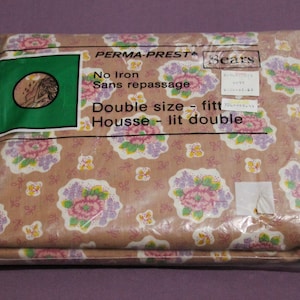 PERMA-PREST*
Sears
No Iron
Sans repassage
Double size - fitt
Housse - lit double